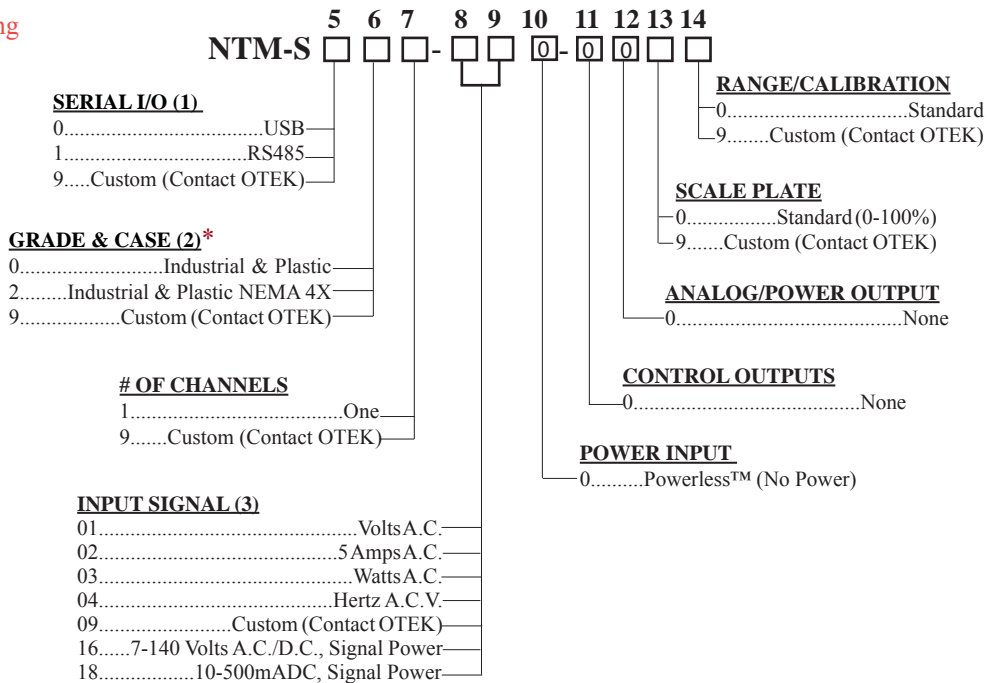 ng
5 6 7 8 9 10 11 12 13 14
NTM-S □ □ □-□ □ 0-0 0 □ □
RANGE/CALIBRATION
0.................................Standard
9........Custom (Contact OTEK)
SERIAL I/O (1)
0....................................USB
1.................................RS485
9.....Custom (Contact OTEK)
SCALE PLATE
0................Standard (0-100%)
9.......Custom (Contact OTEK)
GRADE & CASE (2)*
0...........................Industrial & Plastic
2.........Industrial & Plastic NEMA 4X
9..................Custom (Contact OTEK)
ANALOG/POWER OUTPUT
0..........................................None
# OF CHANNELS
1......................................One
9.......Custom (Contact OTEK)
CONTROL OUTPUTS
0..........................................None
POWER INPUT
0..........Powerless™ (No Power)
INPUT SIGNAL (3)
01...............................................Volts A.C.
02...........................................5 Amps A.C.
03..............................................Watts A.C.
04..........................................Hertz A.C.V.
09.......................Custom (Contact OTEK)
16......7-140 Volts A.C./D.C., Signal Power
18.................10-500mADC, Signal Power